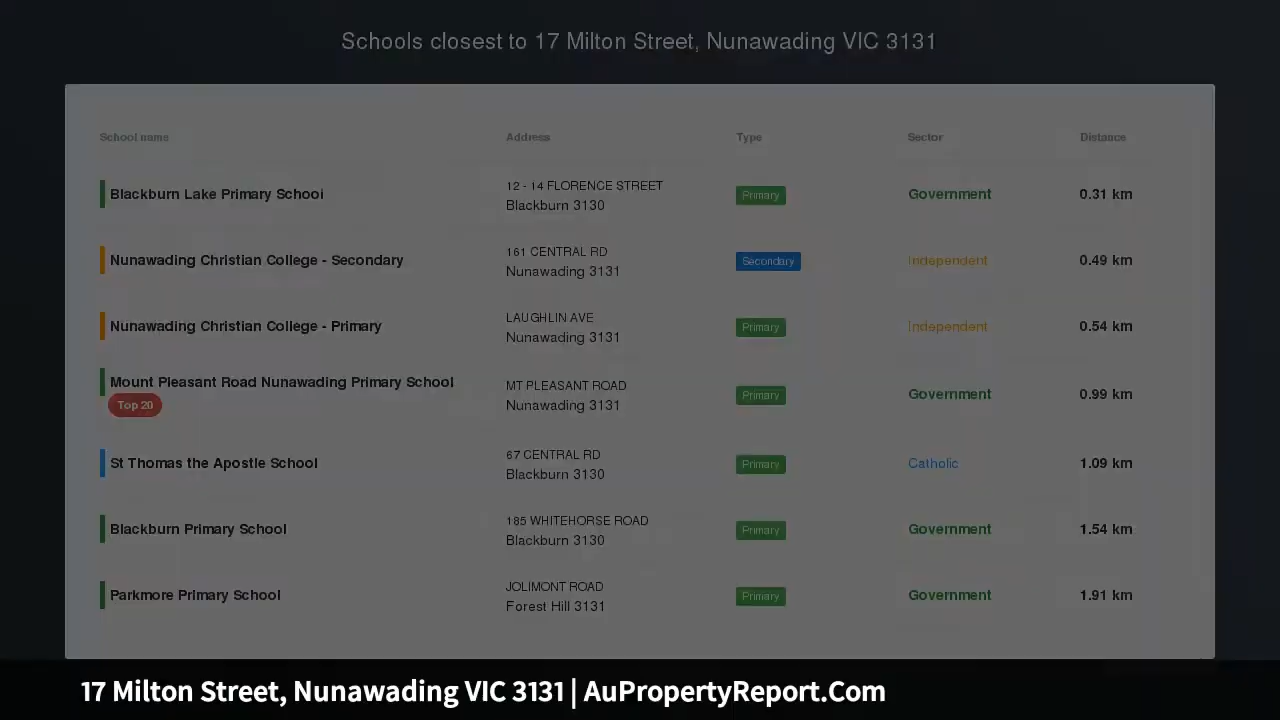 Schools closest to 17 Milton Street, Nunawading VIC 3131
School name Address Type Sector Distance
Blackburn Lake Primary School 12 - 14 FLORENCE STREET Blackburn 3130 Primary Government 0.31 km
Nunawading Christian College - Secondary 161 CENTRAL RD Nunawading 3131 Secondary Independent 0.49 km
Nunawading Christian College - Primary LAUGHLIN AVE Nunawading 3131 Primary Independent 0.54 km
Mount Pleasant Road Nunawading Primary School Top 20 MT PLEASANT ROAD Nunawading 3131 Primary Government 0.99 km
St Thomas the Apostle School 67 CENTRAL RD Blackburn 3130 Primary Catholic 1.09 km
Blackburn Primary School 185 WHITEHORSE ROAD Blackburn 3130 Primary Government 1.54 km
Parkmore Primary School JOLIMONT ROAD Forest Hill 3131 Primary Government 1.91 km
17 Milton Street, Nunawading VIC 3131 | AuPropertyReport.Com